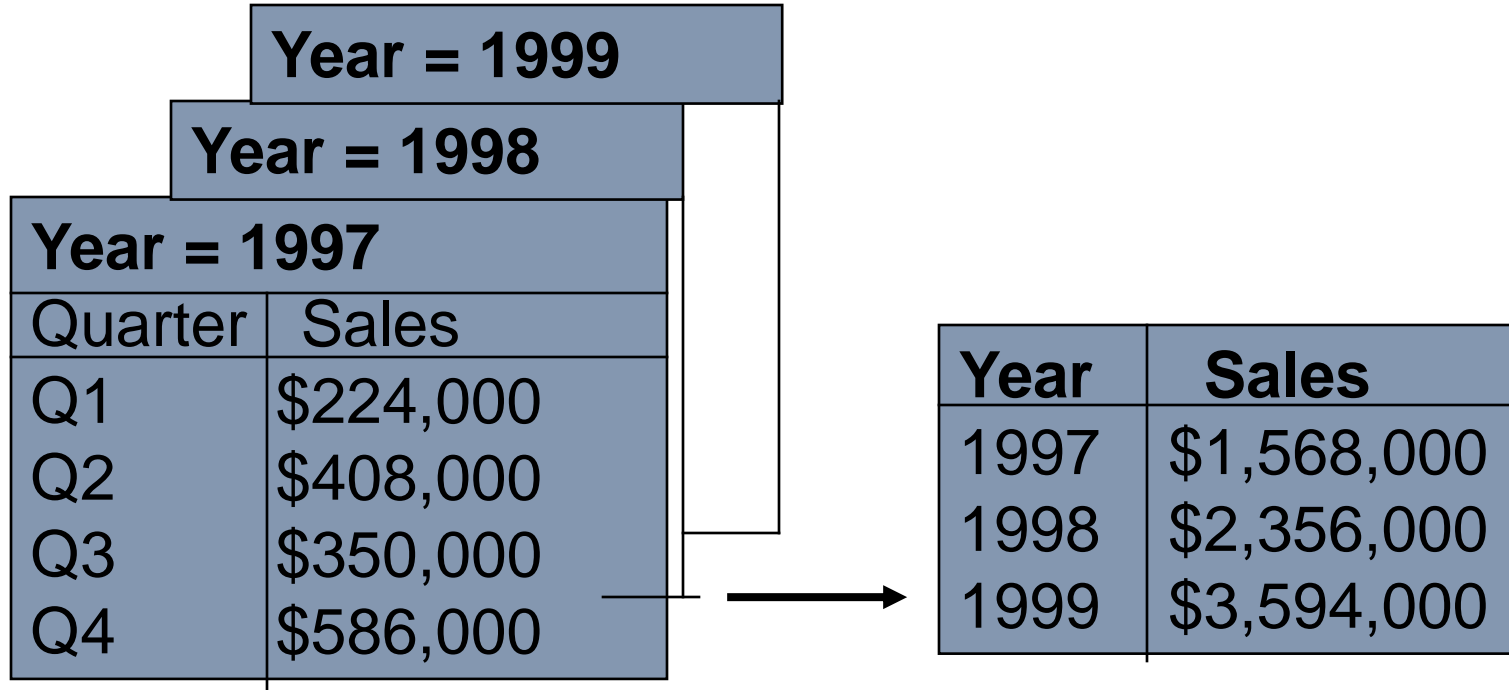 Year = 1999
Year = 1998
Year = 1997
Quarter Sales
Q1 $224,000
Q2 $408,000
Q3 $350,000
Q4 $586,000
Year Sales
1997 $1,568,000
1998 $2,356,000
1999 $3,594,000